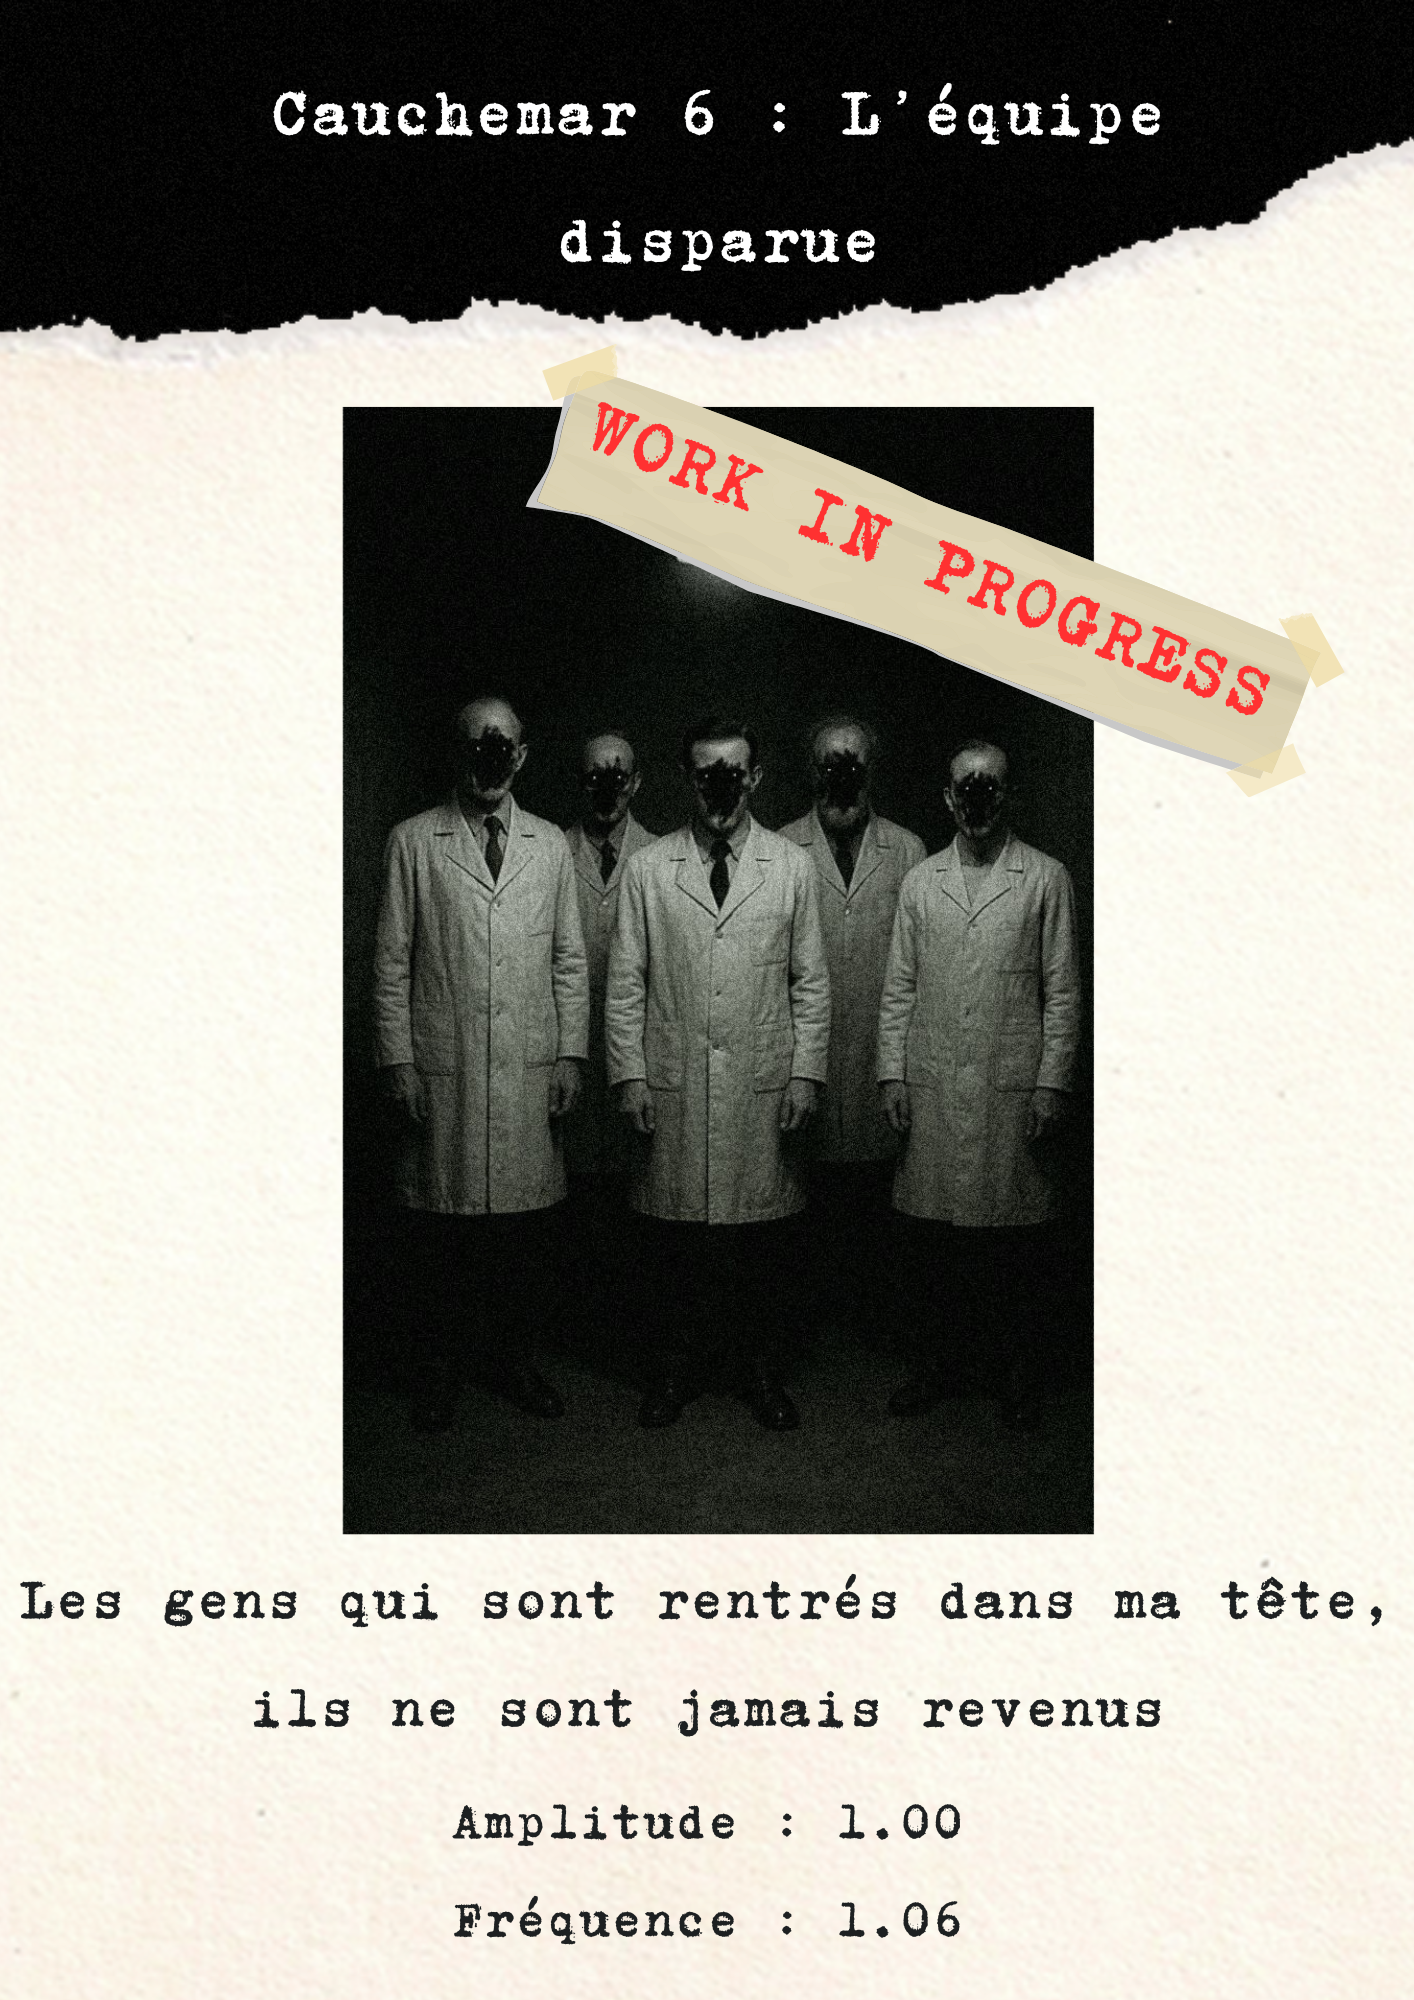 Cauchemar 6 : L'équipe
disparue
WORK IN PROGRESS
Les gens qui sont rentrés dans ma tête,
ils ne sont jamais revenus
Amplitude : 1.00
Fréquence : 1.06